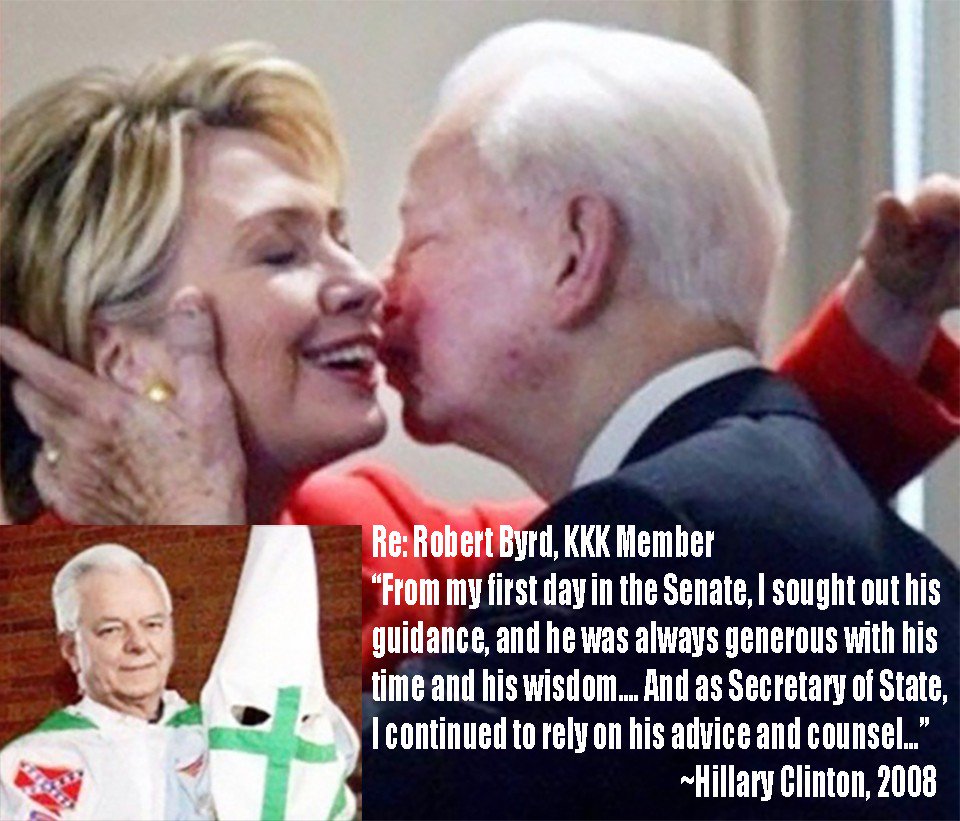 Re: Robert Byrd, KKK Member
“From my first day in the Senate, I sought out his
guidance, and he was always generous with his
time and his wisdom.... And as Secretary of State,
I continued to rely on his advice and counsel...”
~Hillary Clinton, 2008